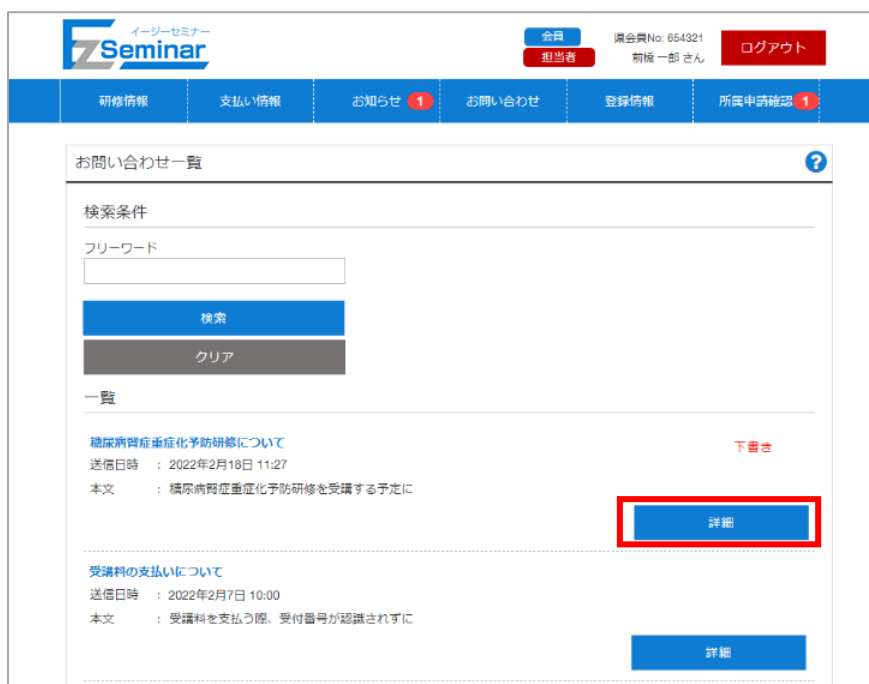 イージーセミナー
EZ Seminar
会員
担当者
県会員No: 654321
前橋 一郎 さん
ログアウト
研修情報
支払い情報
お知らせ 1
お問い合わせ
登録情報
所属申請確認 1
お問い合わせ一覧
?
検索条件
フリーワード
検索
クリア
一覧
糖尿病腎症重症化予防研修について
下書き
送信日時 : 2022年2月18日 11:27
本文 : 糖尿病腎症重症化予防研修を受講する予定に
詳細
受講料の支払いについて
送信日時 : 2022年2月7日 10:00
本文 : 受講料を支払う際、受付番号が認識されずに
詳細